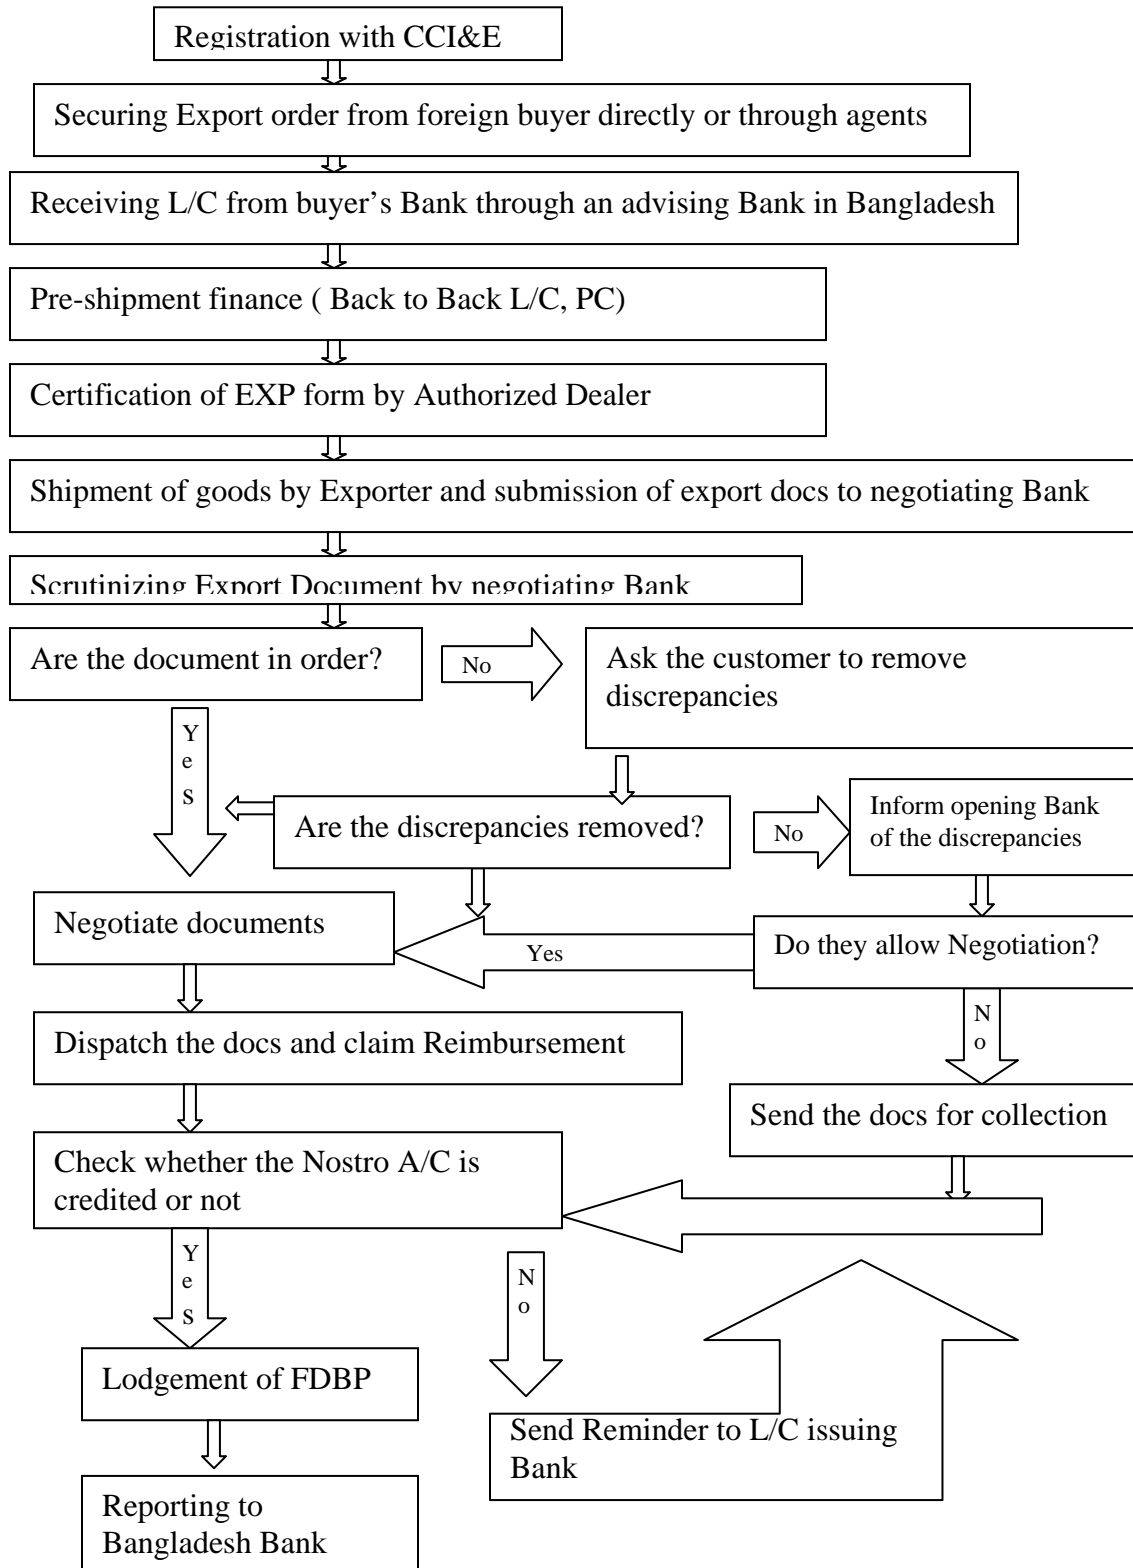 Registration with CCI&E
Securing Export order from foreign buyer directly or through agents
Receiving L/C from buyer’s Bank through an advising Bank in Bangladesh
Pre-shipment finance ( Back to Back L/C, PC)
Certification of EXP form by Authorized Dealer
Shipment of goods by Exporter and submission of export docs to negotiating Bank
Scrutinizing Export Document by negotiating Bank
Are the document in order?
No
Ask the customer to remove
discrepancies
Yes
Are the discrepancies removed?
No
Inform opening Bank
of the discrepancies
Negotiate documents
Yes
Do they allow Negotiation?
No
Dispatch the docs and claim Reimbursement
Send the docs for collection
Check whether the Nostro A/C is
credited or not
Yes
No
Lodgement of FDBP
Send Reminder to L/C issuing
Bank
Reporting to
Bangladesh Bank